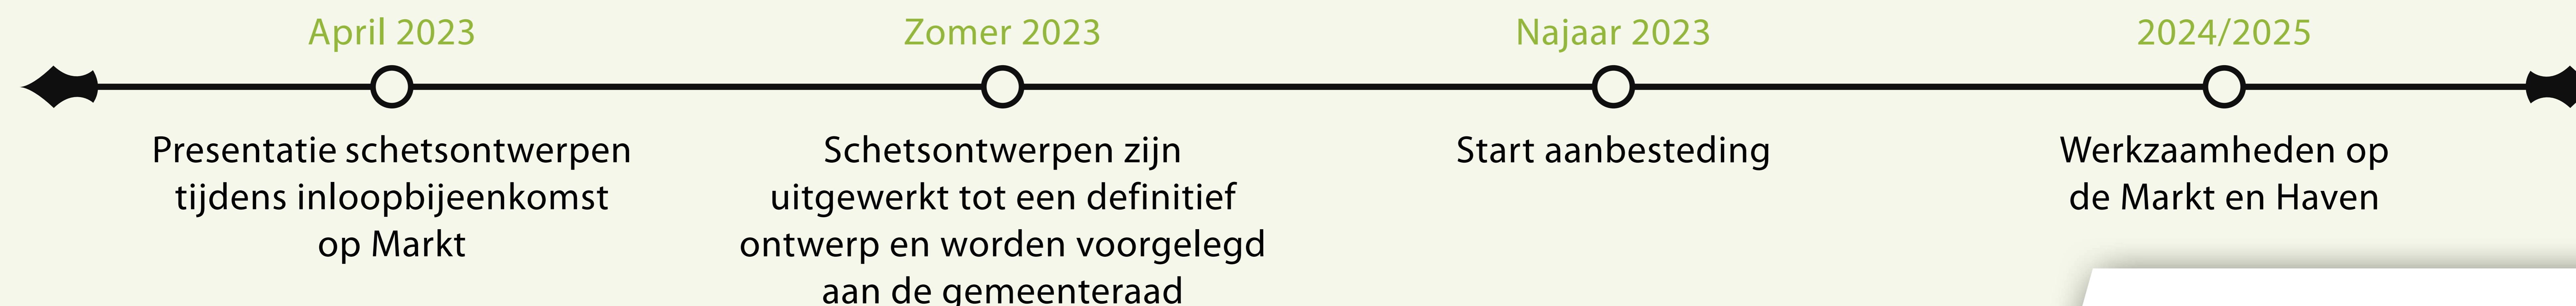 April 2023
Presentatie schetsontwerpen
tijdens inloopbijeenkomst
op Markt
Zomer 2023
Schetsontwerpen zijn
uitgewerkt tot een definitief
ontwerp en worden voorgelegd
aan de gemeenteraad
Najaar 2023
Start aanbesteding
2024/2025
Werkzaamheden op
de Markt en Haven